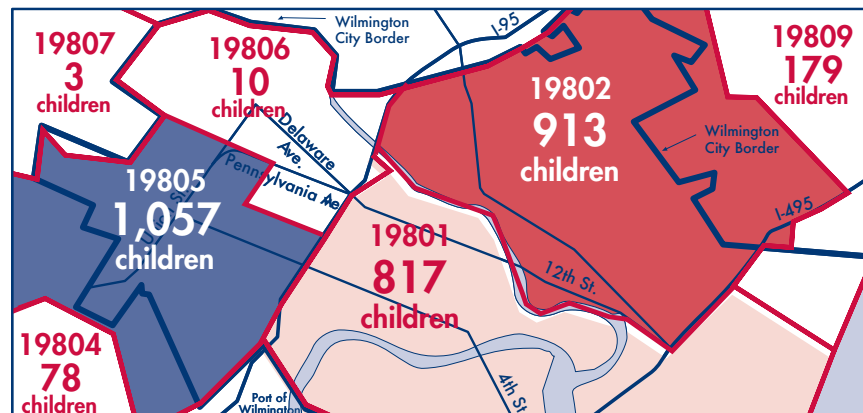 19807
3
children
19806
10
children
Wilmington
City Border
I-95
19802
913
children
19809
179
children
Wilmington
City Border
Delaware
Ave.
Pennsylvania Ave.
Union St.
19805
1,057
children
19801
817
children
I-495
12th St.
4th St.
19804
78
children
Port of
Wilmington